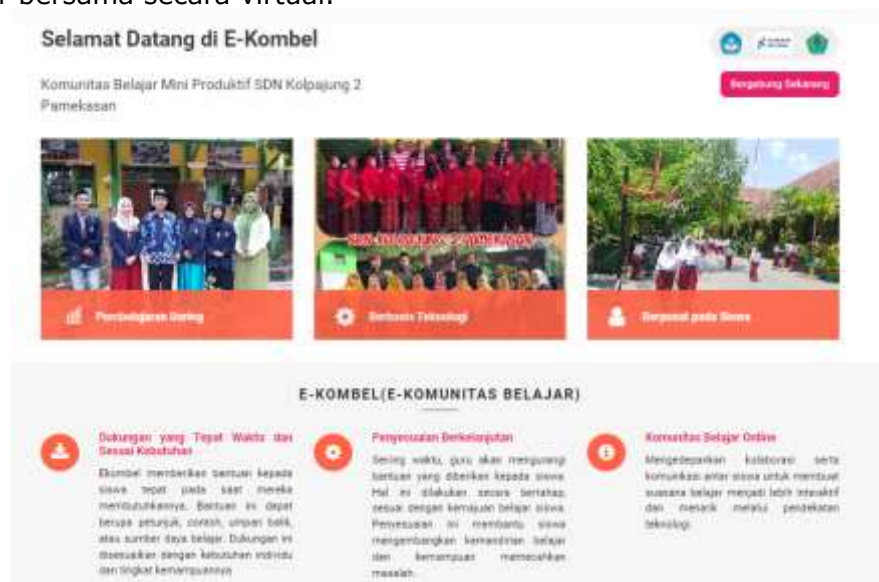 bersama secara virtual.
Selamat Datang di E-Kombel
Komunitas Belajar Mini Produktif SDN Kolpajung 2
Pamekasan
Bergabung Sekarang
SDN KOLPAJUNG 2 PAMEKASAN
Pembelajaran Daring
Berbasis Teknologi
Berpusat pada Siswa
E-KOMBEL(E-KOMUNITAS BELAJAR)
Dukungan yang Tepat Waktu dan
Sesuai Kebutuhan
Ekombel memberikan bantuan kepada
siswa tepat pada saat mereka
membutuhkannya. Bantuan ini dapat
berupa petunjuk, contoh, umpan balik,
atau sumber daya belajar. Dukungan ini
disesuaikan dengan kebutuhan individu
dan tingkat kemampuannya
Penyesuaian Berkelanjutan
Seiring waktu, guru akan mengurangi
bantuan yang diberikan kepada siswa.
Hal ini dilakukan secara bertahap,
sesuai dengan kemajuan belajar siswa.
Penyesuaian ini membantu siswa
mengembangkan kemandirian belajar
dan kemampuan memecahkan
masalah.
Komunitas Belajar Online
Mengedepankan kolaborasi serta
komunikasi antar siswa untuk membuat
suasana belajar menjadi lebih interaktif
dan menarik melalui pendekatan
teknologi.